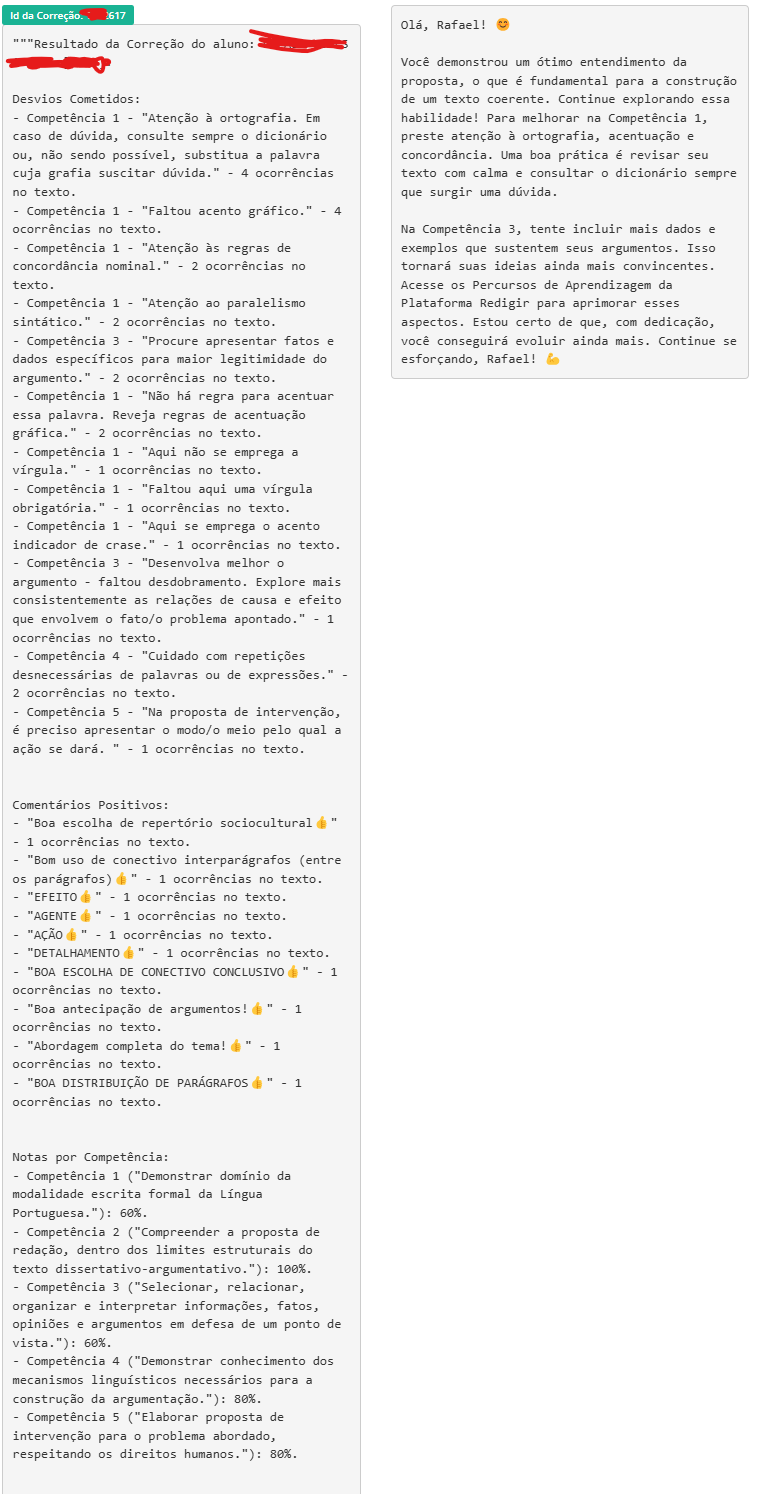 Id da Correção: 617
"""Resultado da Correção do aluno:
Desvios Cometidos:
- Competência 1 - "Atenção à ortografia. Em
caso de dúvida, consulte sempre o dicionário
ou, não sendo possível, substitua a palavra
cuja grafia suscitar dúvida." - 4 ocorrências
no texto.
- Competência 1 - "Faltou acento gráfico." - 4
ocorrências no texto.
- Competência 1 - "Atenção às regras de
concordância nominal." - 2 ocorrências no
texto.
- Competência 1 - "Atenção ao paralelismo
sintático." - 2 ocorrências no texto.
- Competência 3 - "Procure apresentar fatos e
dados específicos para maior legitimidade do
argumento." - 2 ocorrências no texto.
- Competência 1 - "Não há regra para acentuar
essa palavra. Reveja regras de acentuação
gráfica." - 2 ocorrências no texto.
- Competência 1 - "Aqui não se emprega a
vírgula." - 1 ocorrências no texto.
- Competência 1 - "Faltou aqui uma vírgula
obrigatória." - 1 ocorrências no texto.
- Competência 1 - "Aqui se emprega o acento
indicador de crase." - 1 ocorrências no texto.
- Competência 3 - "Desenvolva melhor o
argumento - faltou desdobramento. Explore mais
consistentemente as relações de causa e efeito
que envolvem o fato/o problema apontado." - 1
ocorrências no texto.
- Competência 4 - "Cuidado com repetições
desnecessárias de palavras ou de expressões." -
2 ocorrências no texto.
- Competência 5 - "Na proposta de intervenção,
é preciso apresentar o modo/o meio pelo qual a
ação se dará. " - 1 ocorrências no texto.
Comentários Positivos:
- "Boa escolha de repertório sociocultural👍"
- 1 ocorrências no texto.
- "Bom uso de conectivo interparágrafos (entre
os parágrafos)👍" - 1 ocorrências no texto.
- "EFEITO👍" - 1 ocorrências no texto.
- "AGENTE👍" - 1 ocorrências no texto.
- "AÇÃO👍" - 1 ocorrências no texto.
- "DETALHAMENTO👍" - 1 ocorrências no texto.
- "BOA ESCOLHA DE CONECTIVO CONCLUSIVO👍" - 1
ocorrências no texto.
- "Boa antecipação de argumentos!👍" - 1
ocorrências no texto.
- "Abordagem completa do tema!👍" - 1
ocorrências no texto.
- "BOA DISTRIBUIÇÃO DE PARÁGRAFOS👍" - 1
ocorrências no texto.
Notas por Competência:
- Competência 1 ("Demonstrar domínio da
modalidade escrita formal da Língua
Portuguesa."): 60%.
- Competência 2 ("Compreender a proposta de
redação, dentro dos limites estruturais do
texto dissertativo-argumentativo."): 100%.
- Competência 3 ("Selecionar, relacionar,
organizar e interpretar informações, fatos,
opiniões e argumentos em defesa de um ponto de
vista."): 60%.
- Competência 4 ("Demonstrar conhecimento dos
mecanismos linguísticos necessários para a
construção da argumentação."): 80%.
- Competência 5 ("Elaborar proposta de
intervenção para o problema abordado,
respeitando os direitos humanos."): 80%.
Olá, Rafael! 😊
Você demonstrou um ótimo entendimento da
proposta, o que é fundamental para a construção
de um texto coerente. Continue explorando essa
habilidade! Para melhorar na Competência 1,
preste atenção à ortografia, acentuação e
concordância. Uma boa prática é revisar seu
texto com calma e consultar o dicionário sempre
que surgir uma dúvida.
Na Competência 3, tente incluir mais dados e
exemplos que sustentem seus argumentos. Isso
tornará suas ideias ainda mais convincentes.
Acesse os Percursos de Aprendizagem da
Plataforma Redigir para aprimorar esses
aspectos. Estou certo de que, com dedicação,
você conseguirá evoluir ainda mais. Continue se
esforçando, Rafael! 💪